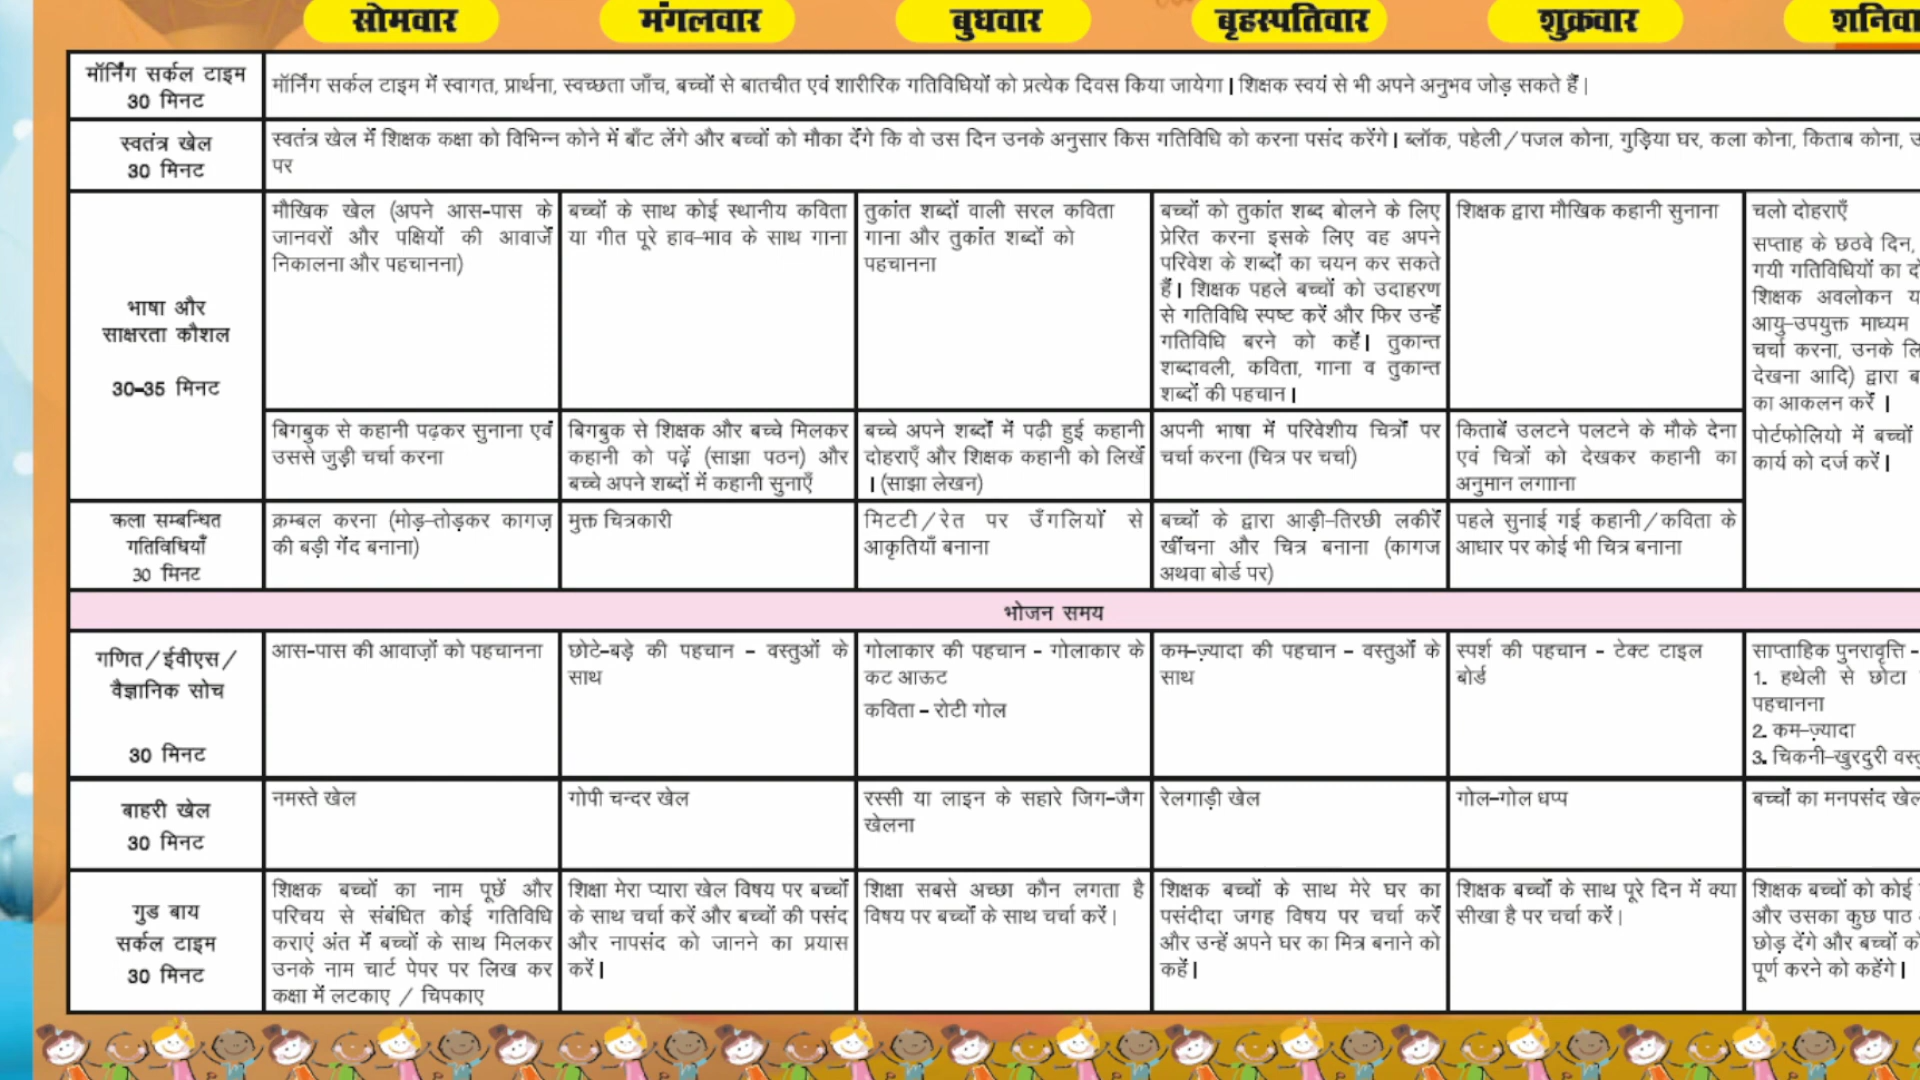 सोमवार
मंगलवार
बुधवार
बृहस्पतिवार
शुक्रवार
मॉर्निंग सर्कल टाइम
30 मिनट
मॉर्निंग सर्कल टाइम में स्वागत, प्रार्थना, स्वच्छता जाँच, बच्चों से बातचीत एवं शारीरिक गतिविधियों को प्रत्येक दिवस किया जायेगा | शिक्षक स्वयं से भी अपने अनुभव जोड़ सकते हैं|
स्वतंत्र खेल
30 मिनट
स्वतंत्र खेल में शिक्षक कक्षा को विभिन्न कोने में बाँट लेंगे और बच्चों को मौका देंगे कि वो उस दिन उनके अनुसार किस गतिविधि को करना पसंद करेंगे | ब्लॉक, पहेली/पजल कोना, गुड़िया घर, कला कोना, किताब कोना,
पर
भाषा और
साक्षरता कौशल
30-35 मिनट
मौखिक खेल (अपने आस-पास के
जानवरों और पक्षियों की आवाजें
निकालना और पहचानना)
बच्चों के साथ कोई स्थानीय कविता
या गीत पूरे हाव-भाव के साथ गाना
तुकांत शब्दों वाली सरल कविता
गाना और तुकांत शब्दों को
पहचानना
बच्चों को तुकांत शब्द बोलने के लिए
प्रेरित करना इसके लिए वह अपने
परिवेश के शब्दों का चयन कर सकते
हैं | शिक्षक पहले बच्चों को उदाहरण
से गतिविधि स्पष्ट करें और फिर उन्हें
गतिविधि बरने को कहें | तुकान्त
शब्दावली, कविता, गाना व तुकान्त
शब्दों की पहचान |
शिक्षक द्वारा मौखिक कहानी सुनाना
चलो दोहराएँ
सप्ताह के छठवे दिन,
गयी गतिविधियों का
शिक्षक अवलोकन
आयु-उपयुक्त माध्यम
चर्चा करना, उनके
देखना आदि) द्वारा
का आकलन करें |
पोर्टफोलियो में बच्चों
कार्य को दर्ज करें |
बिगबुक से कहानी पढ़कर सुनाना एवं
उससे जुड़ी चर्चा करना
बिगबुक से शिक्षक और बच्चे मिलकर
कहानी को पढ़ें (साझा पठन) और
बच्चे अपने शब्दों में कहानी सुनाएँ
बच्चे अपने शब्दों में पढ़ी हुई कहानी
दोहराएँ और शिक्षक कहानी को लिखें
| (साझा लेखन)
अपनी भाषा में परिवेशीय चित्रों पर
चर्चा करना (चित्र पर चर्चा)
किताबें उलटने पलटने के मौके देना
एवं चित्रों को देखकर कहानी का
अनुमान लगााना
कला सम्बन्धित
गतिविधियाँ
30 मिनट
क्रम्बल करना (मोड़-तोड़कर कागज़
की बड़ी गेंद बनाना)
मुक्त चित्रकारी
मिटटी/रेत पर उँगलियों से
आकृतियाँ बनाना
बच्चों के द्वारा आड़ी-तिरछी लकीरें
खींचना और चित्र बनाना (कागज
अथवा बोर्ड पर)
पहले सुनाई गई कहानी/कविता के
आधार पर कोई भी चित्र बनाना
भोजन समय
गणित/ईवीएस/
वैज्ञानिक सोच
30 मिनट
आस-पास की आवाज़ों को पहचानना
छोटे-बड़े की पहचान - वस्तुओं के
साथ
गोलाकार की पहचान - गोलाकार के
कट आऊट
कविता - रोटी गोल
कम-ज़्यादा की पहचान - वस्तुओं के
साथ
स्पर्श की पहचान - टेक्ट टाइल
बोर्ड
साप्ताहिक पुनरावृत्ति -
1. हथेली से छोटा
पहचानना
2. कम-ज़्यादा
3. चिकनी-खुरदुरी
बाहरी खेल
30 मिनट
नमस्ते खेल
गोपी चन्दर खेल
रस्सी या लाइन के सहारे जिग-जैग
खेलना
रेलगाड़ी खेल
गोल-गोल धप्प
बच्चों का मनपसंद खेल
गुड बाय
सर्कल टाइम
30 मिनट
शिक्षक बच्चों का नाम पूछें और
परिचय से संबंधित कोई गतिविधि
कराएं अंत में बच्चों के साथ मिलकर
उनके नाम चार्ट पेपर पर लिख कर
कक्षा में लटकाए / चिपकाए
शिक्षा मेरा प्यारा खेल विषय पर बच्चों
के साथ चर्चा करें और बच्चों की पसंद
और नापसंद को जानने का प्रयास
करें |
शिक्षा सबसे अच्छा कौन लगता है
विषय पर बच्चों के साथ चर्चा करें|
शिक्षक बच्चों के साथ मेरे घर का
पसंदीदा जगह विषय पर चर्चा करें
और उन्हें अपने घर का मित्र बनाने को
कहें |
शिक्षक बच्चों के साथ पूरे दिन में क्या
सीखा है पर चर्चा करें|
शिक्षक बच्चों को कोई
और उसका कुछ पाठ
छोड़ देंगे और बच्चों को
पूर्ण करने को कहेंगे |